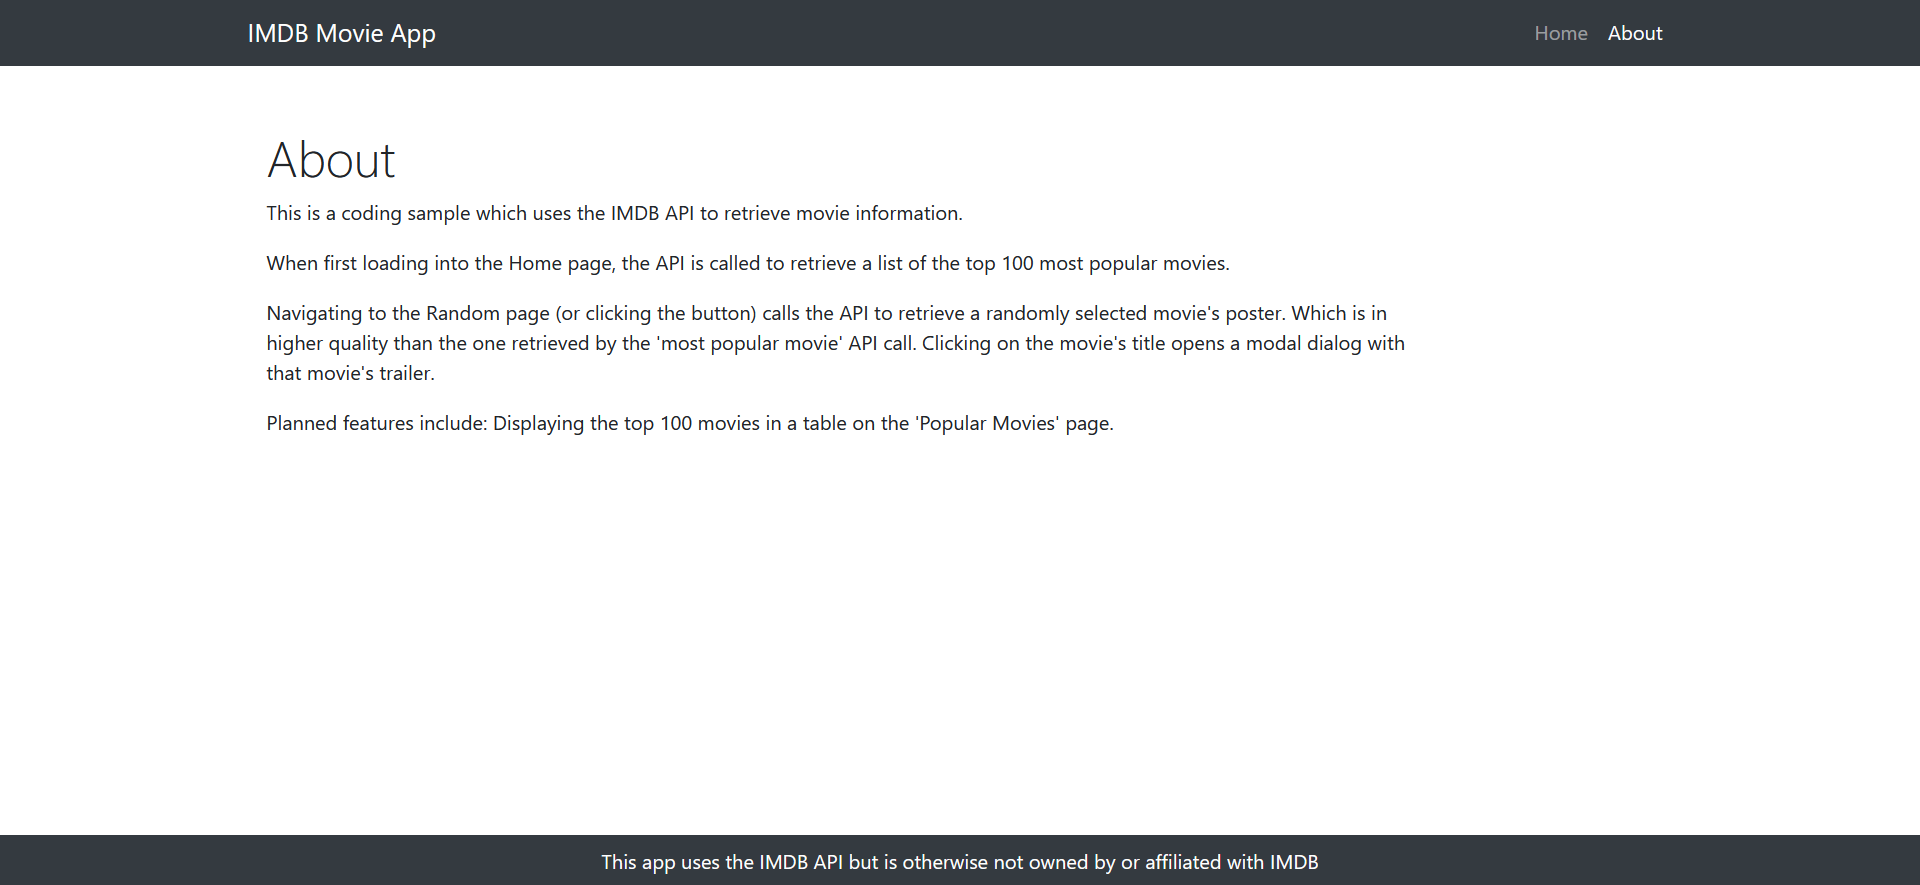 IMDB Movie App
Home About
About
This is a coding sample which uses the IMDB API to retrieve movie information.
When first loading into the Home page, the API is called to retrieve a list of the top 100 most popular movies.
Navigating to the Random page (or clicking the button) calls the API to retrieve a randomly selected movie's poster. Which is in
higher quality than the one retrieved by the 'most popular movie' API call. Clicking on the movie's title opens a modal dialog with
that movie's trailer.
Planned features include: Displaying the top 100 movies in a table on the 'Popular Movies' page.
This app uses the IMDB API but is otherwise not owned by or affiliated with IMDB